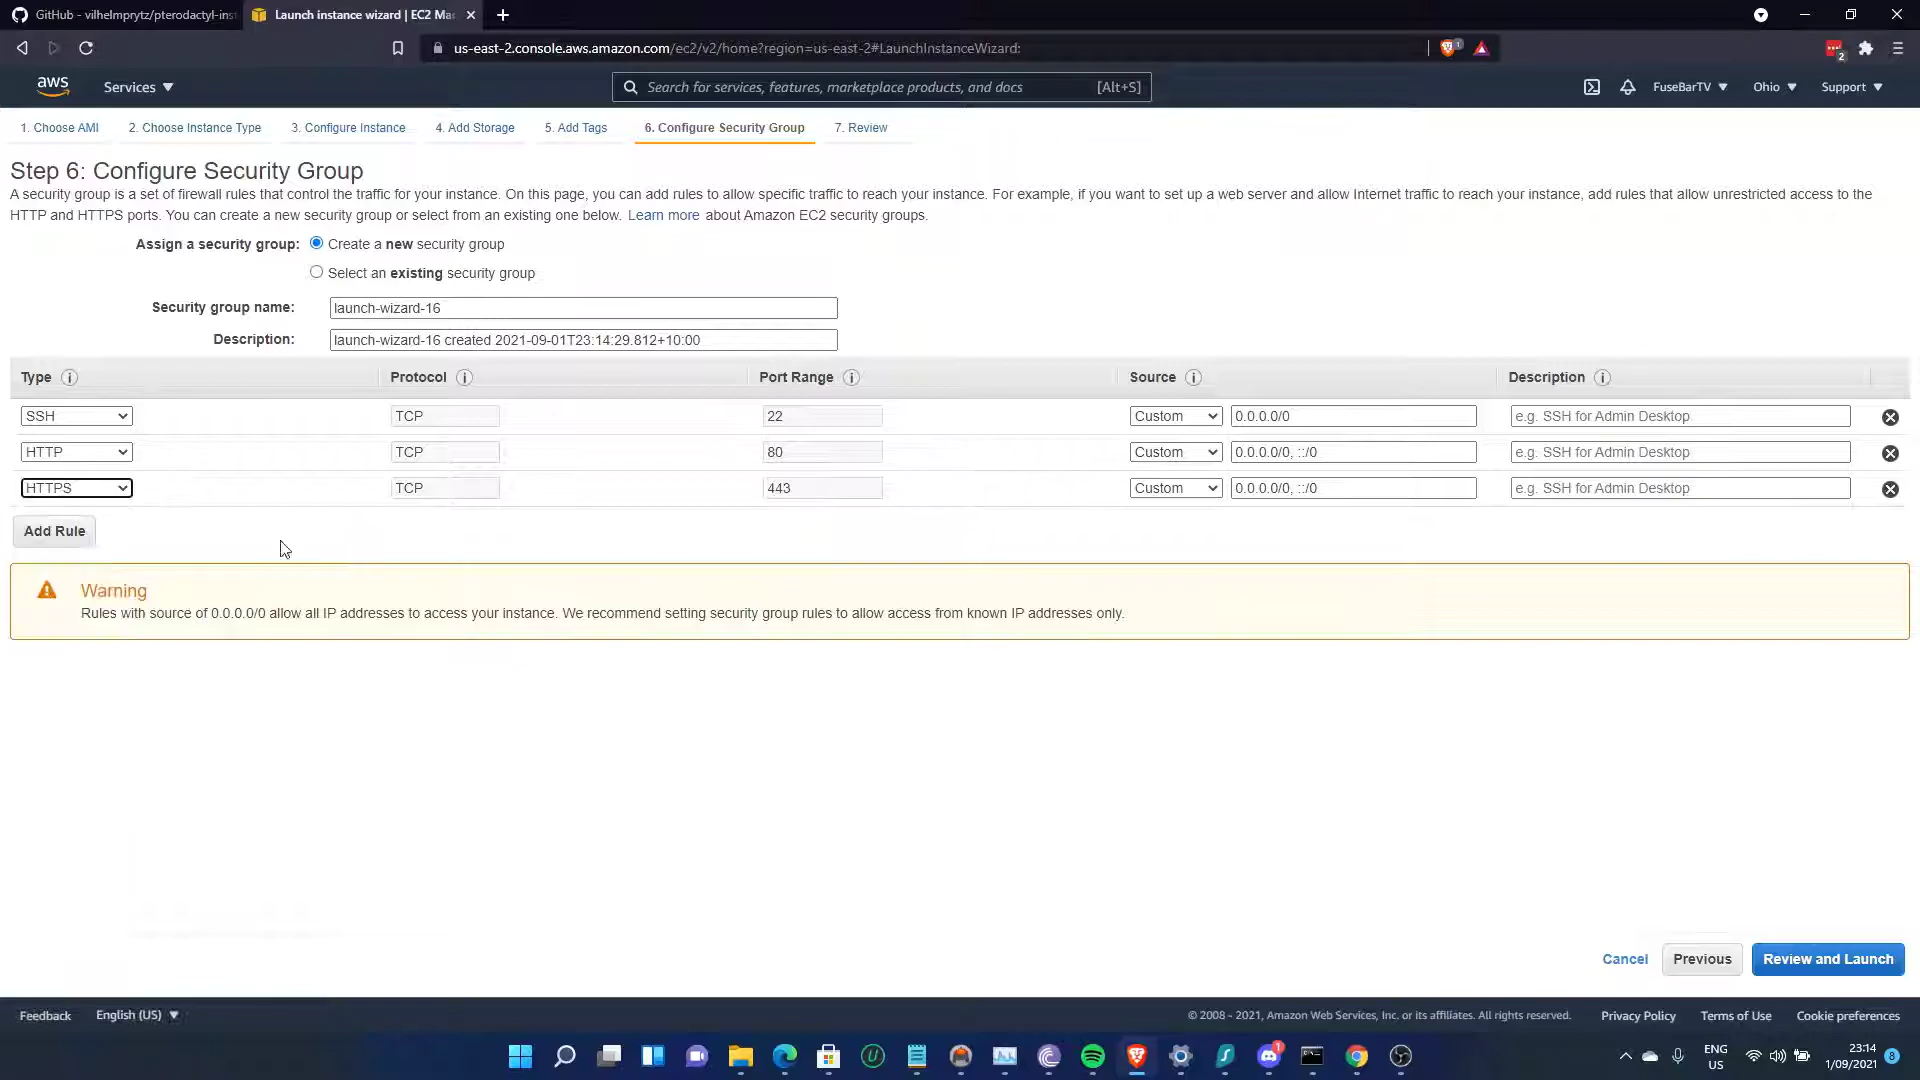 GitHub - vilhelmprytz/pterodactyl-inst
Launch instance wizard | EC2 Ma
us-east-2.console.aws.amazon.com/ec2/v2/home?region=us-east-2#LaunchInstanceWizard:
1
2
aws
Services
Search for services, features, marketplace products, and docs
[Alt+S]
FuseBarTV
Ohio
Support
1. Choose AMI
2. Choose Instance Type
3. Configure Instance
4. Add Storage
5. Add Tags
6. Configure Security Group
7. Review
Step 6: Configure Security Group
A security group is a set of firewall rules that control the traffic for your instance. On this page, you can add rules to allow specific traffic to reach your instance. For example, if you want to set up a web server and allow Internet traffic to reach your instance, add rules that allow unrestricted access to the
HTTP and HTTPS ports. You can create a new security group or select from an existing one below. Learn more about Amazon EC2 security groups.
Assign a security group:
Create a new security group
Select an existing security group
Security group name:
launch-wizard-16
Description:
launch-wizard-16 created 2021-09-01T23:14:29.812+10:00
Type
Protocol
Port Range
Source
Description
SSH
TCP
22
Custom
0.0.0.0/0
e.g. SSH for Admin Desktop
HTTP
TCP
80
Custom
0.0.0.0/0, ::/0
e.g. SSH for Admin Desktop
HTTPS
TCP
443
Custom
0.0.0.0/0, ::/0
e.g. SSH for Admin Desktop
Add Rule
Warning
Rules with source of 0.0.0.0/0 allow all IP addresses to access your instance. We recommend setting security group rules to allow access from known IP addresses only.
Cancel
Previous
Review and Launch
Feedback
English (US)
© 2008 - 2021, Amazon Web Services, Inc. or its affiliates. All rights reserved.
Privacy Policy
Terms of Use
Cookie preferences
1
ENG
US
23:14
1/09/2021
8